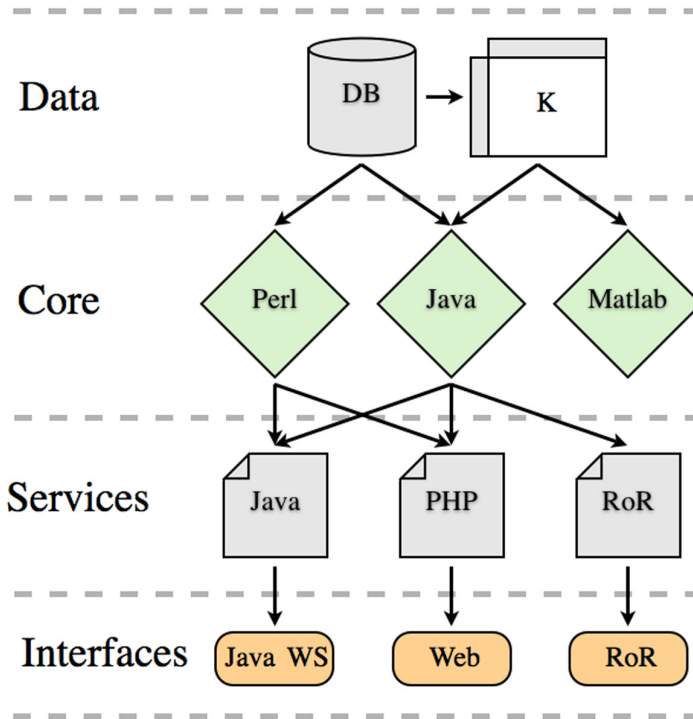 Data
DB
K
Core
Perl
Java
Matlab
Services
Java
PHP
RoR
Interfaces
Java WS
Web
RoR